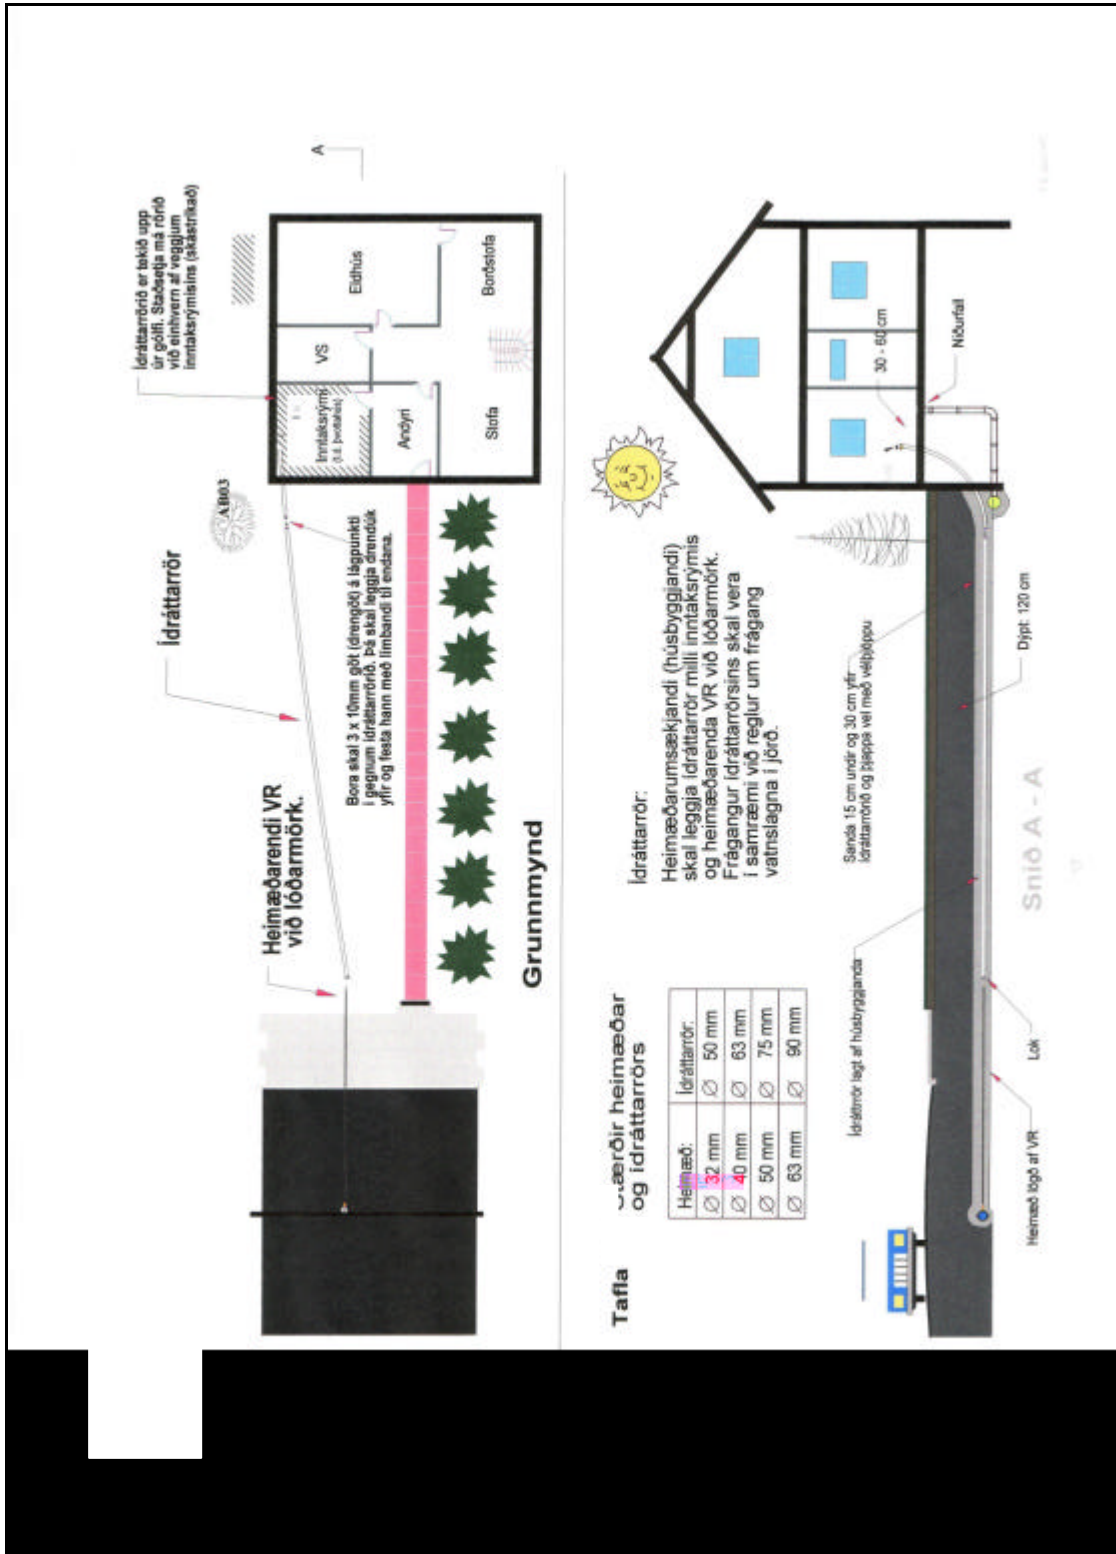 Ídráttarrörið er tekið upp
úr gólfi. Staðsetja má rörið
við einhvern af veggjum
inntaksrýmisins (skástrikað)
A
Ídráttarrör
AB03
Heimæðarendi VR
við lóðarmörk.
Inntaksrými
(t.d. þvottahús)
VS
Eldhús
Andyri
Stofa
Borðstofa
Bora skal 3 x 10mm göt (drengöt) á lágpunkti
í gegnum ídráttarrörið. Þá skal leggja drendúk
yfir og festa hann með límbandi til endana.
Grunnmynd
Tafla
og ídráttarrörs
heimæðar
Heimæð: Ídráttarrör:
Ø 32 mm Ø 50 mm
Ø 40 mm Ø 63 mm
Ø 50 mm Ø 75 mm
Ø 63 mm Ø 90 mm
Ídráttarrör:
Heimæðarumsækjandi (húsbyggjandi)
skal leggja ídráttarrör milli inntaksrýmis
og heimæðarenda VR við lóðarmörk.
Frágangur ídráttarrörsins skal vera
í samræmi við reglur um frágang
vatnslagna í jörð.
30 - 60 cm
Niðurfall
Sanda 15 cm undir og 30 cm yfir
ídráttarrörið og þjappa vel með vélþjöppu
Ídráttrrör lagt af húsbyggjanda
Dýpt: 120 cm
Lok
Heimæð lögð af VR
Snið A - A